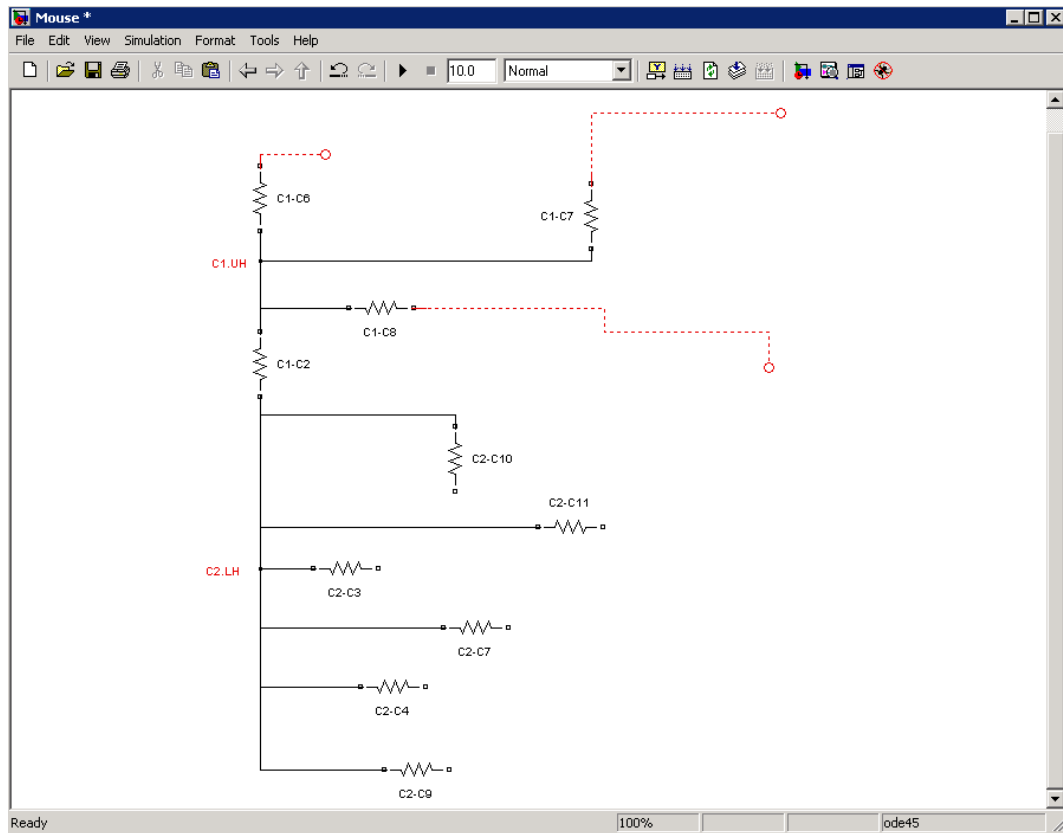 Mouse *
File Edit View Simulation Format Tools Help
10.0 Normal
C1-C6
C1-C7
C1.UH
C1-C8
C1-C2
C2-C10
C2-C11
C2.LH
C2-C3
C2-C7
C2-C4
C2-C9
Ready 100% ode45